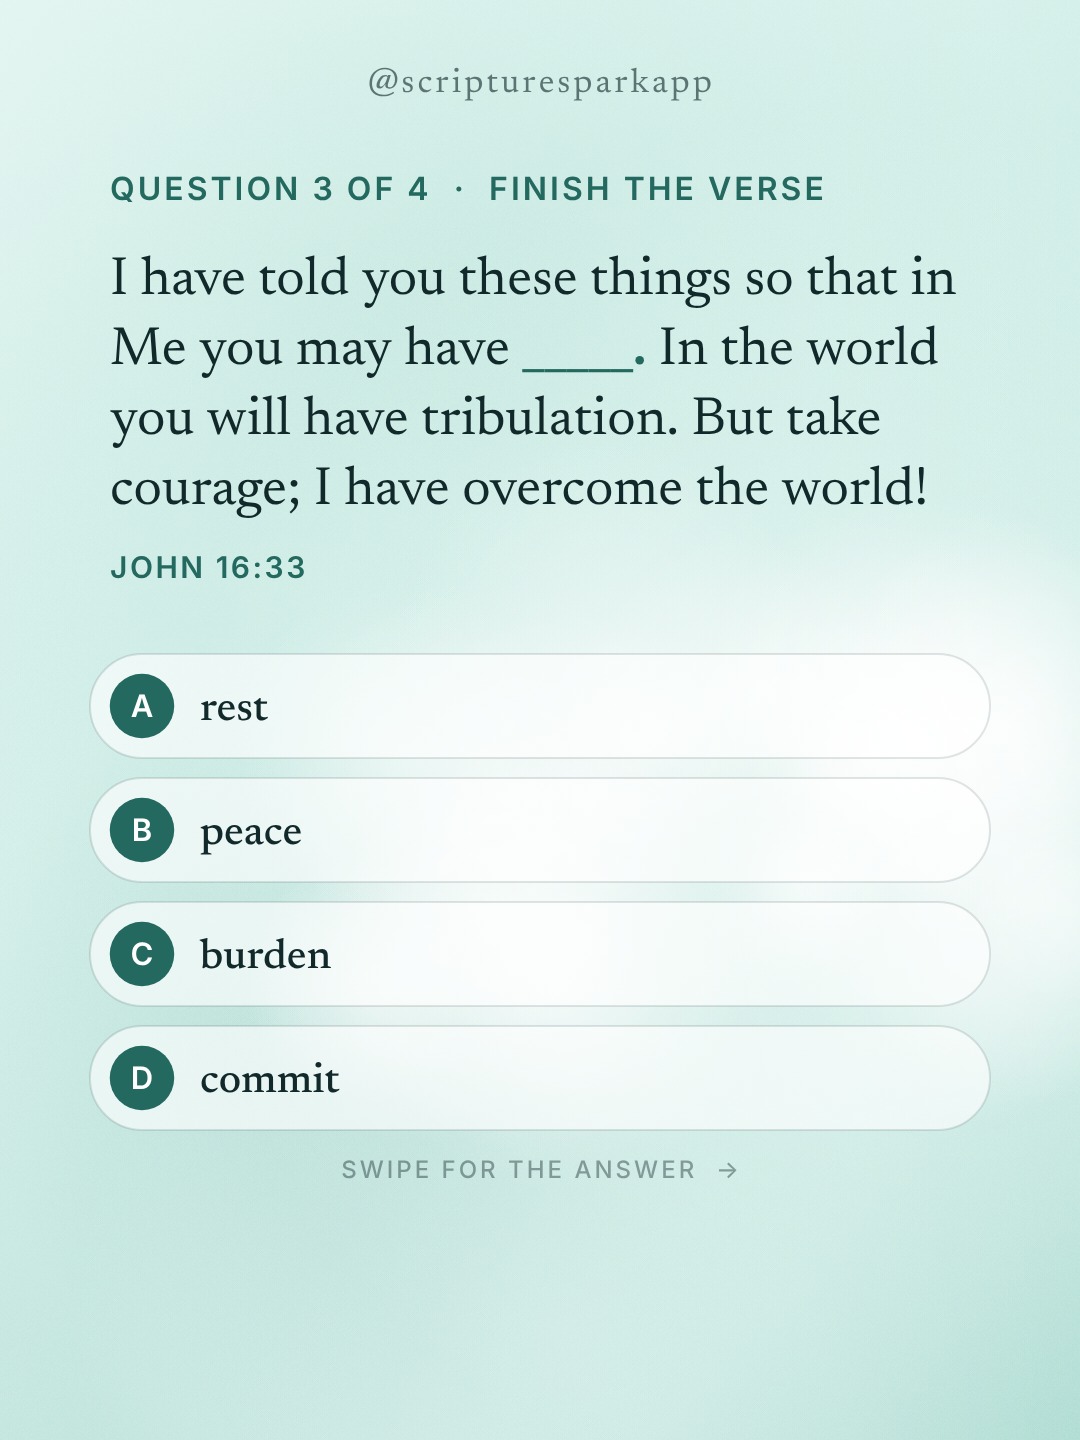 @scripturesparkapp
QUESTION 3 OF 4 · FINISH THE VERSE
I have told you these things so that in
Me you may have _____. In the world
you will have tribulation. But take
courage; I have overcome the world!
JOHN 16:33
A rest
B peace
C burden
D commit
SWIPE FOR THE ANSWER →